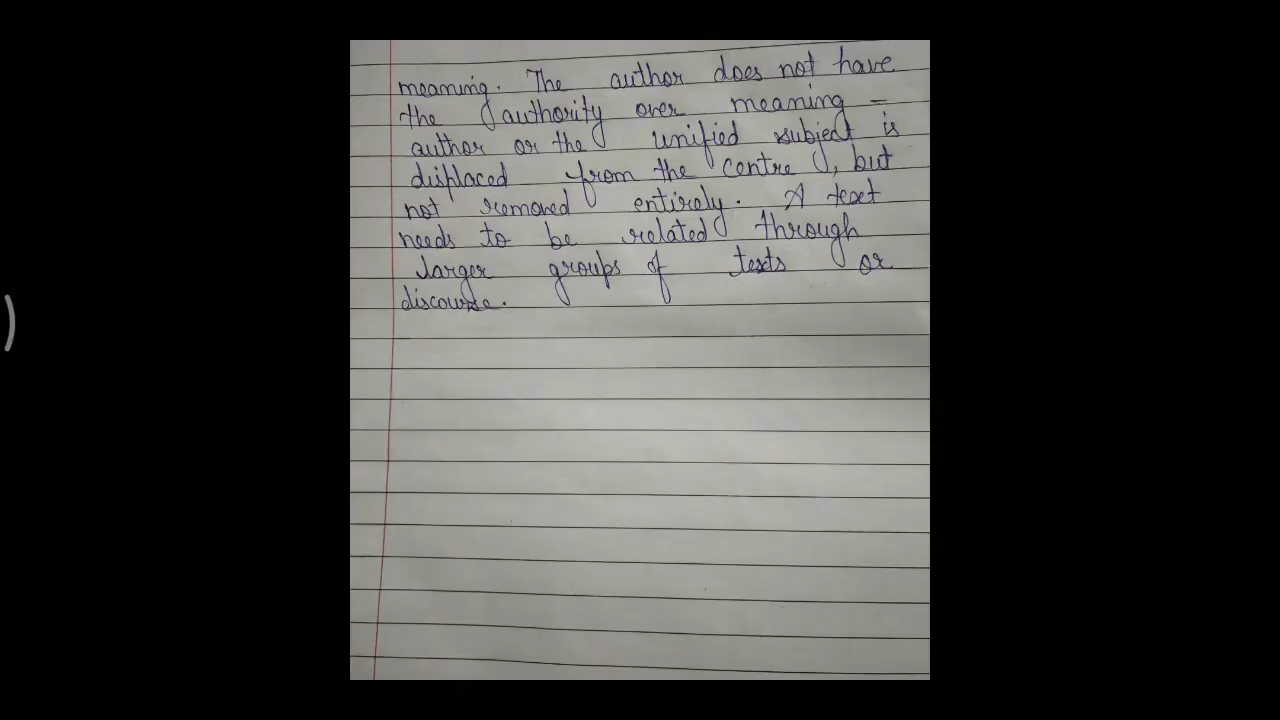 meaning. The author does not have
the authority over meaning -
author or the unified subject is
displaced from the centre, but
not removed entirely. A text
needs to be related through
larger groups of texts or
discourse.